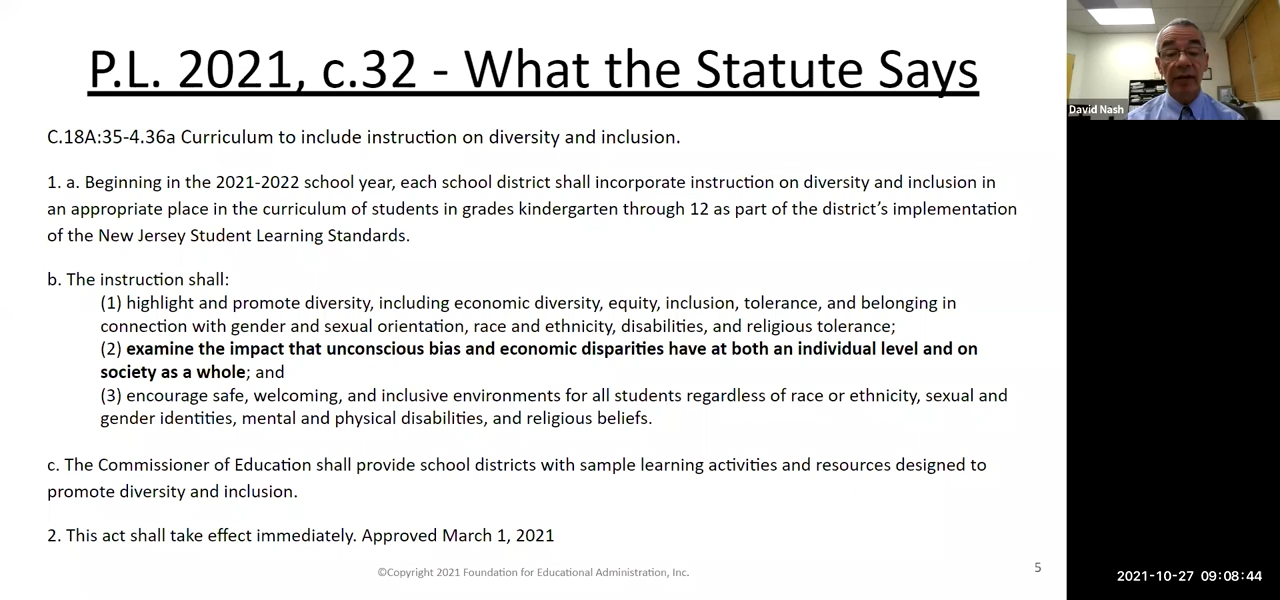 P.L. 2021, c.32 - What the Statute Says
David Nash
C.18A:35-4.36a Curriculum to include instruction on diversity and inclusion.
1. a. Beginning in the 2021-2022 school year, each school district shall incorporate instruction on diversity and inclusion in
an appropriate place in the curriculum of students in grades kindergarten through 12 as part of the district’s implementation
of the New Jersey Student Learning Standards.
b. The instruction shall:
(1) highlight and promote diversity, including economic diversity, equity, inclusion, tolerance, and belonging in
connection with gender and sexual orientation, race and ethnicity, disabilities, and religious tolerance;
(2) examine the impact that unconscious bias and economic disparities have at both an individual level and on
society as a whole; and
(3) encourage safe, welcoming, and inclusive environments for all students regardless of race or ethnicity, sexual and
gender identities, mental and physical disabilities, and religious beliefs.
c. The Commissioner of Education shall provide school districts with sample learning activities and resources designed to
promote diversity and inclusion.
2. This act shall take effect immediately. Approved March 1, 2021
©Copyright 2021 Foundation for Educational Administration, Inc.
5
2021-10-27 09:08:44